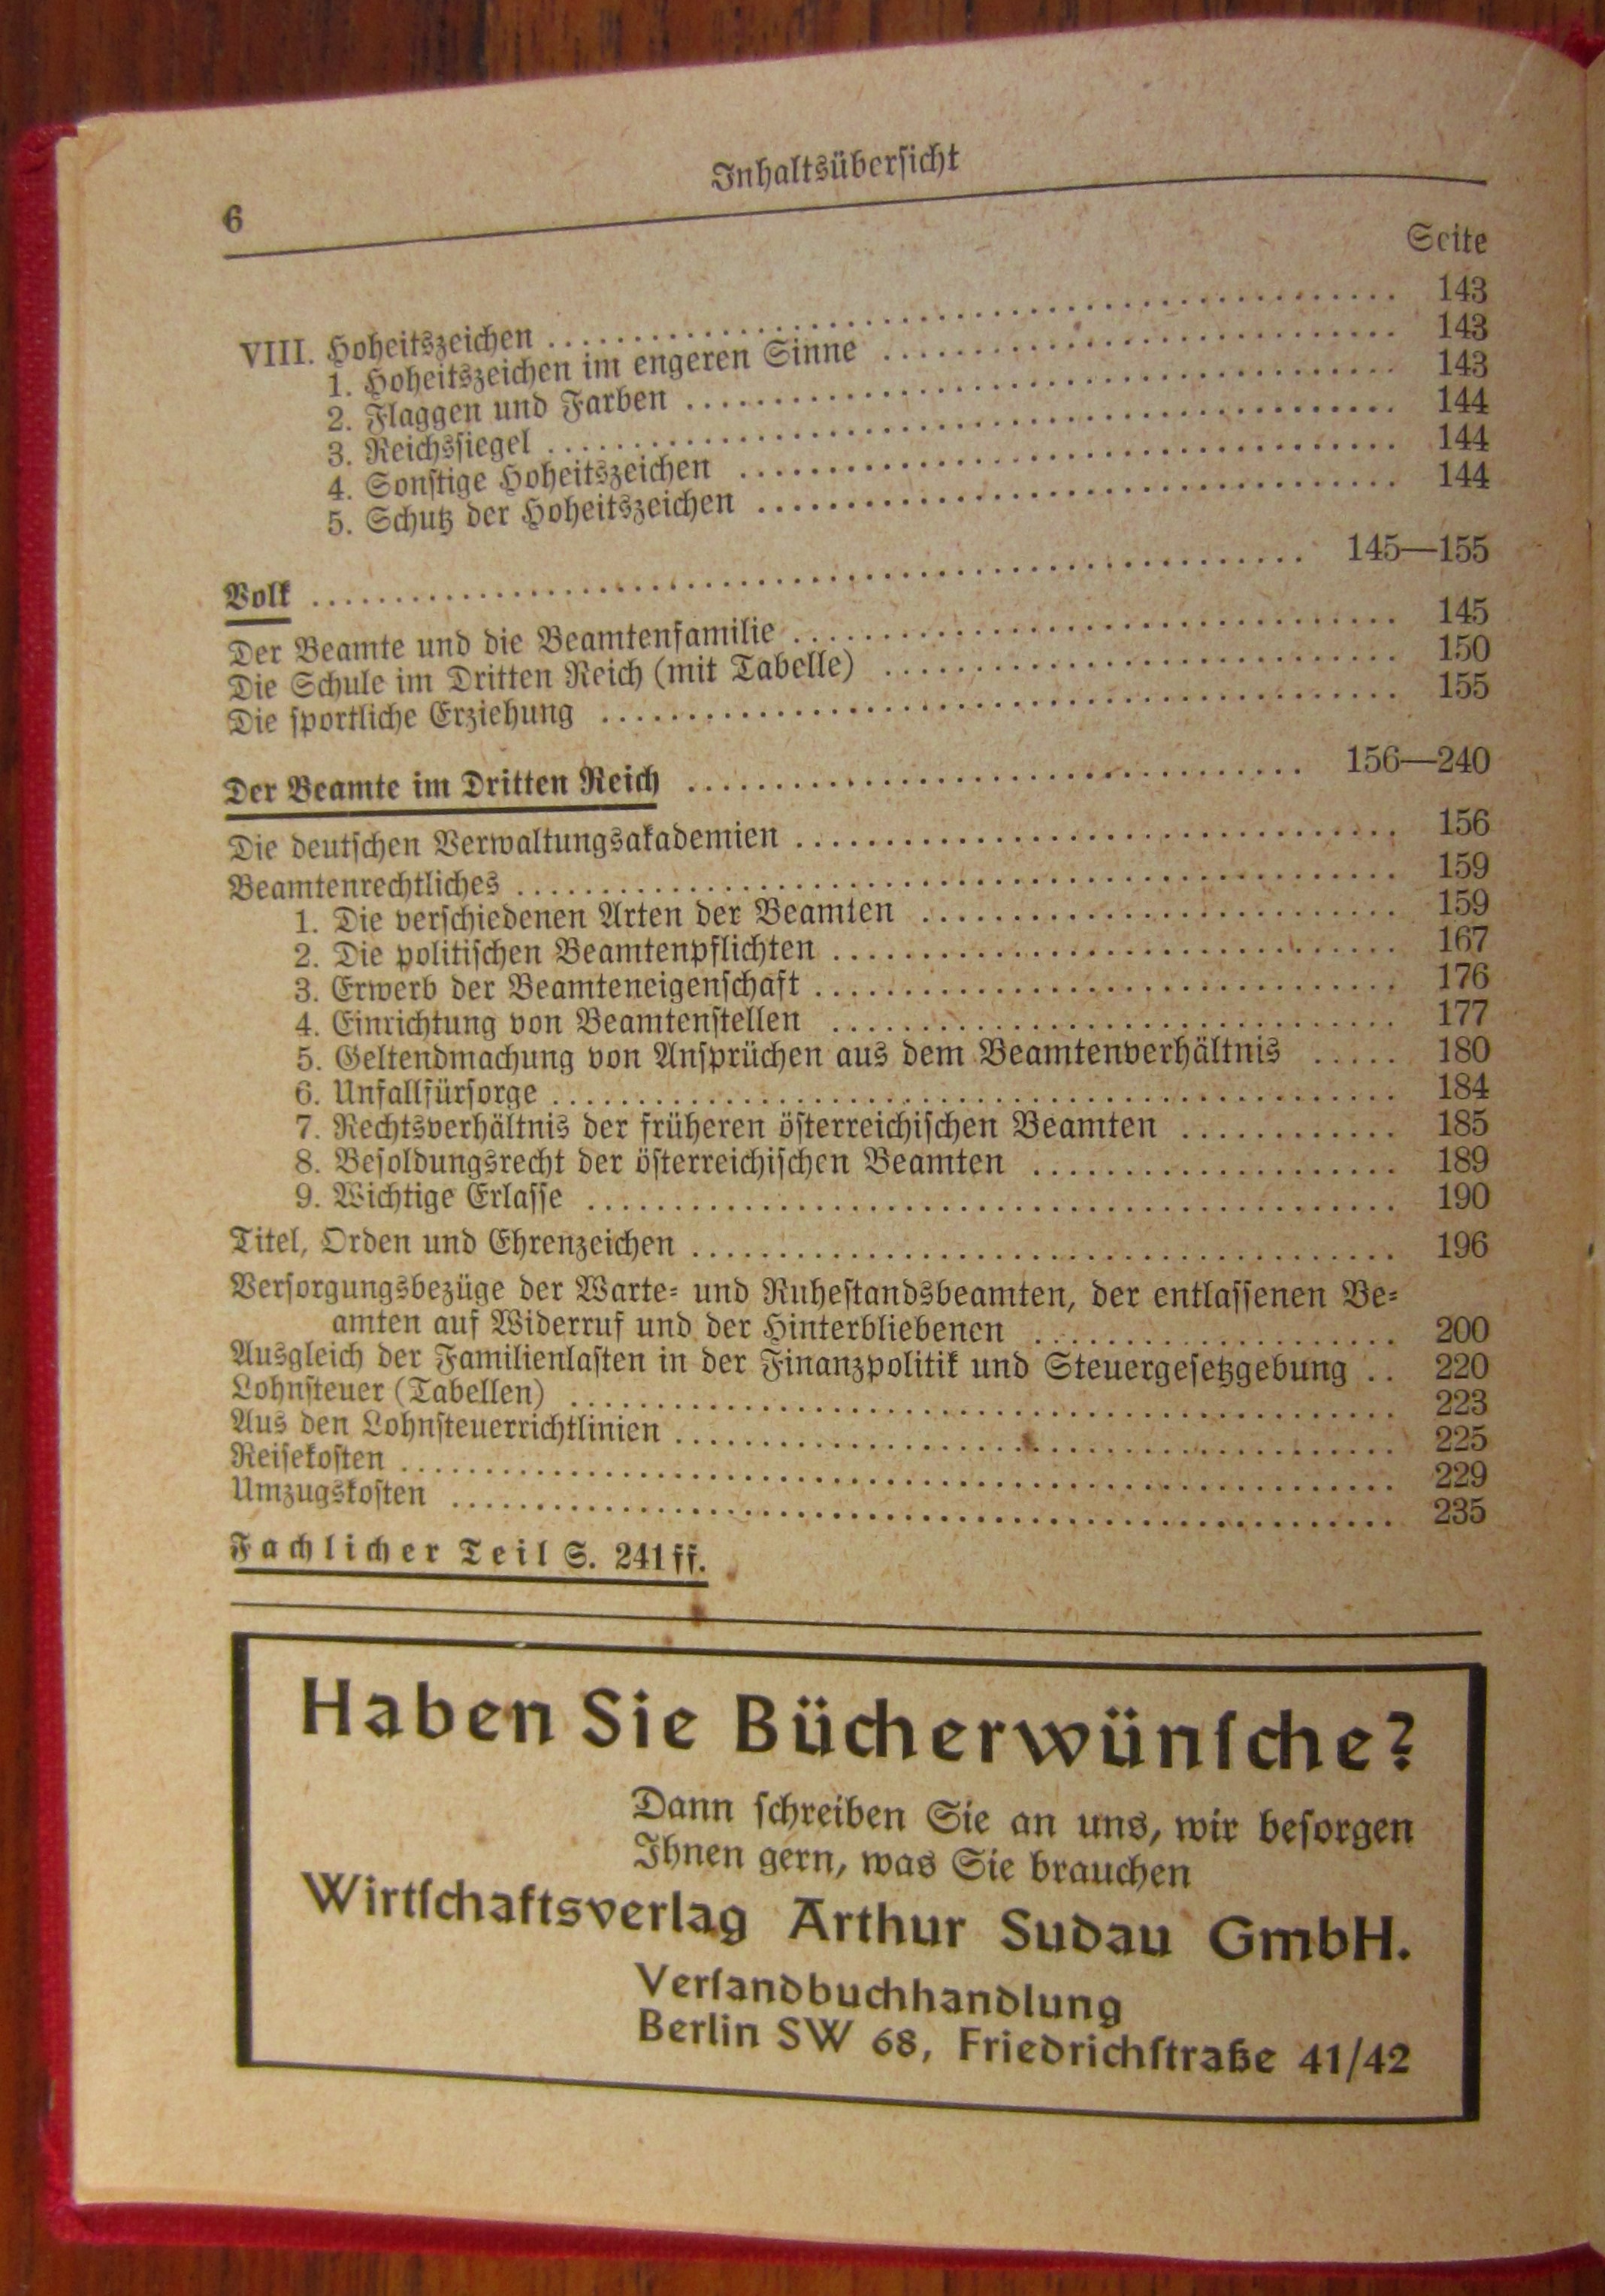 6
Inhaltsübersicht
Seite
VIII. Hoheitszeichen .......... 143
1. Hoheitszeichen im engeren Sinne .......... 143
2. Flaggen und Farben .......... 143
3. Reichssiegel .......... 144
4. Sonstige Hoheitszeichen .......... 144
5. Schutz der Hoheitszeichen .......... 144
Volk .......... 145—155
Der Beamte und die Beamtenfamilie .......... 145
Die Schule im Dritten Reich (mit Tabelle) .......... 150
Die sportliche Erziehung .......... 155
Der Beamte im Dritten Reich .......... 156—240
Die deutschen Verwaltungsakademien .......... 156
Beamtenrechtliches .......... 159
1. Die verschiedenen Arten der Beamten .......... 159
2. Die politischen Beamtenpflichten .......... 167
3. Erwerb der Beamteneigenschaft .......... 176
4. Einrichtung von Beamtenstellen .......... 177
5. Geltendmachung von Ansprüchen aus dem Beamtenverhältnis ..... 180
6. Unfallfürsorge .......... 184
7. Rechtsverhältnis der früheren österreichischen Beamten .......... 185
8. Besoldungsrecht der österreichischen Beamten .......... 189
9. Wichtige Erlasse .......... 190
Titel, Orden und Ehrenzeichen .......... 196
Versorgungsbezüge der Warte- und Ruhestandsbeamten, der entlassenen Be-
amten auf Widerruf und der Hinterbliebenen .......... 200
Ausgleich der Familienlasten in der Finanzpolitik und Steuergesetzgebung .. 220
Lohnsteuer (Tabellen) .......... 223
Aus den Lohnsteuerrichtlinien .......... 225
Reisekosten .......... 229
Umzugskosten .......... 235
Fachlicher Teil S. 241 ff.
Haben Sie Bücherwünsche?
Dann schreiben Sie an uns, wir besorgen
Ihnen gern, was Sie brauchen
Wirtschaftsverlag Arthur Sudau GmbH.
Versandbuchhandlung
Berlin SW 68, Friedrichstraße 41/42